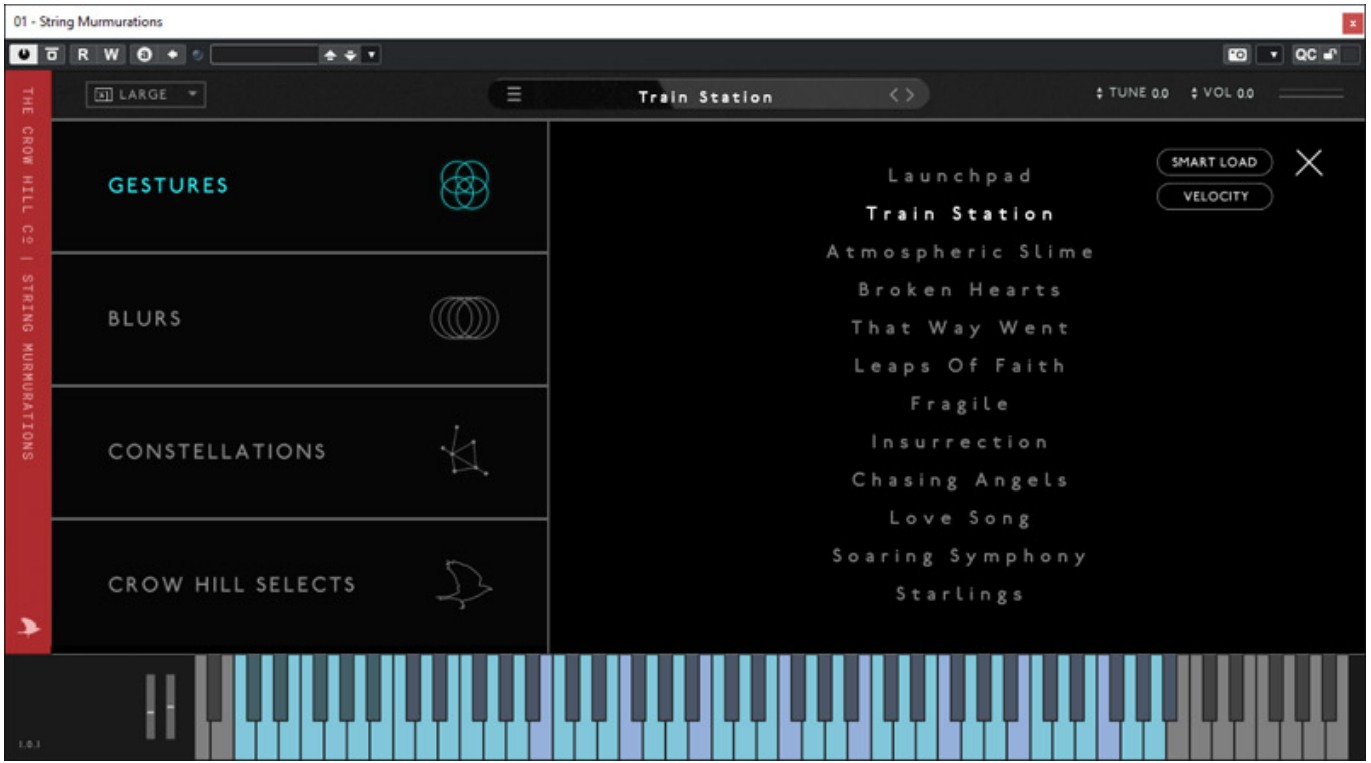 01 - String Murmurations
x
R W a QC
LARGE
Train Station
TUNE 0.0 VOL 0.0
THE CROW HILL Co | STRING MURMURATIONS
GESTURES
BLURS
CONSTELLATIONS
CROW HILL SELECTS
Launchpad
Train Station
Atmospheric Slime
Broken Hearts
That Way Went
Leaps Of Faith
Fragile
Insurrection
Chasing Angels
Love Song
Soaring Symphony
Starlings
SMART LOAD
VELOCITY
1.0.1